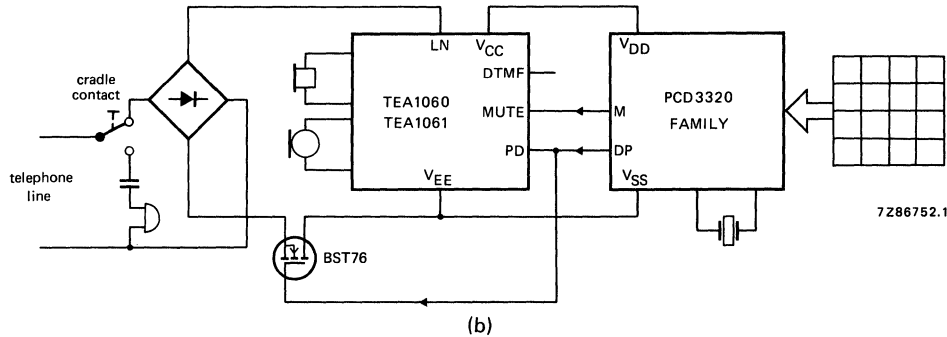 LN
VCC
VDD
DTMF
cradle
contact
TEA1060
TEA1061
MUTE
M
PCD3320
FAMILY
PD
DP
telephone
line
VEE
VSS
7Z86752.1
BST76
(b)